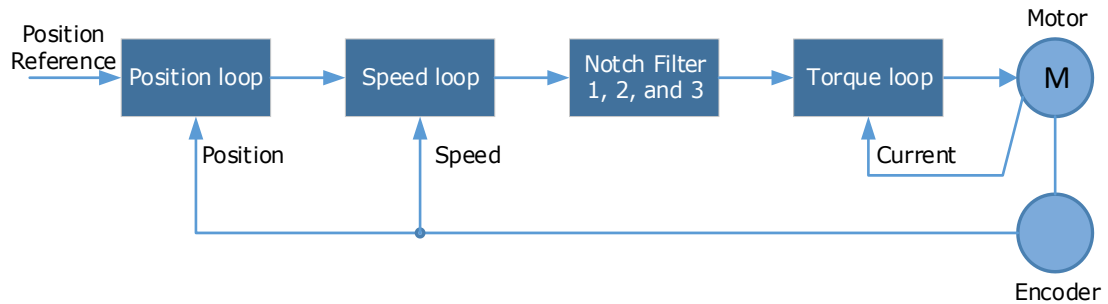 Motor
Position
Reference
Position loop
Speed loop
Notch Filter
1, 2, and 3
Torque loop
M
Position
Speed
Current
Encoder